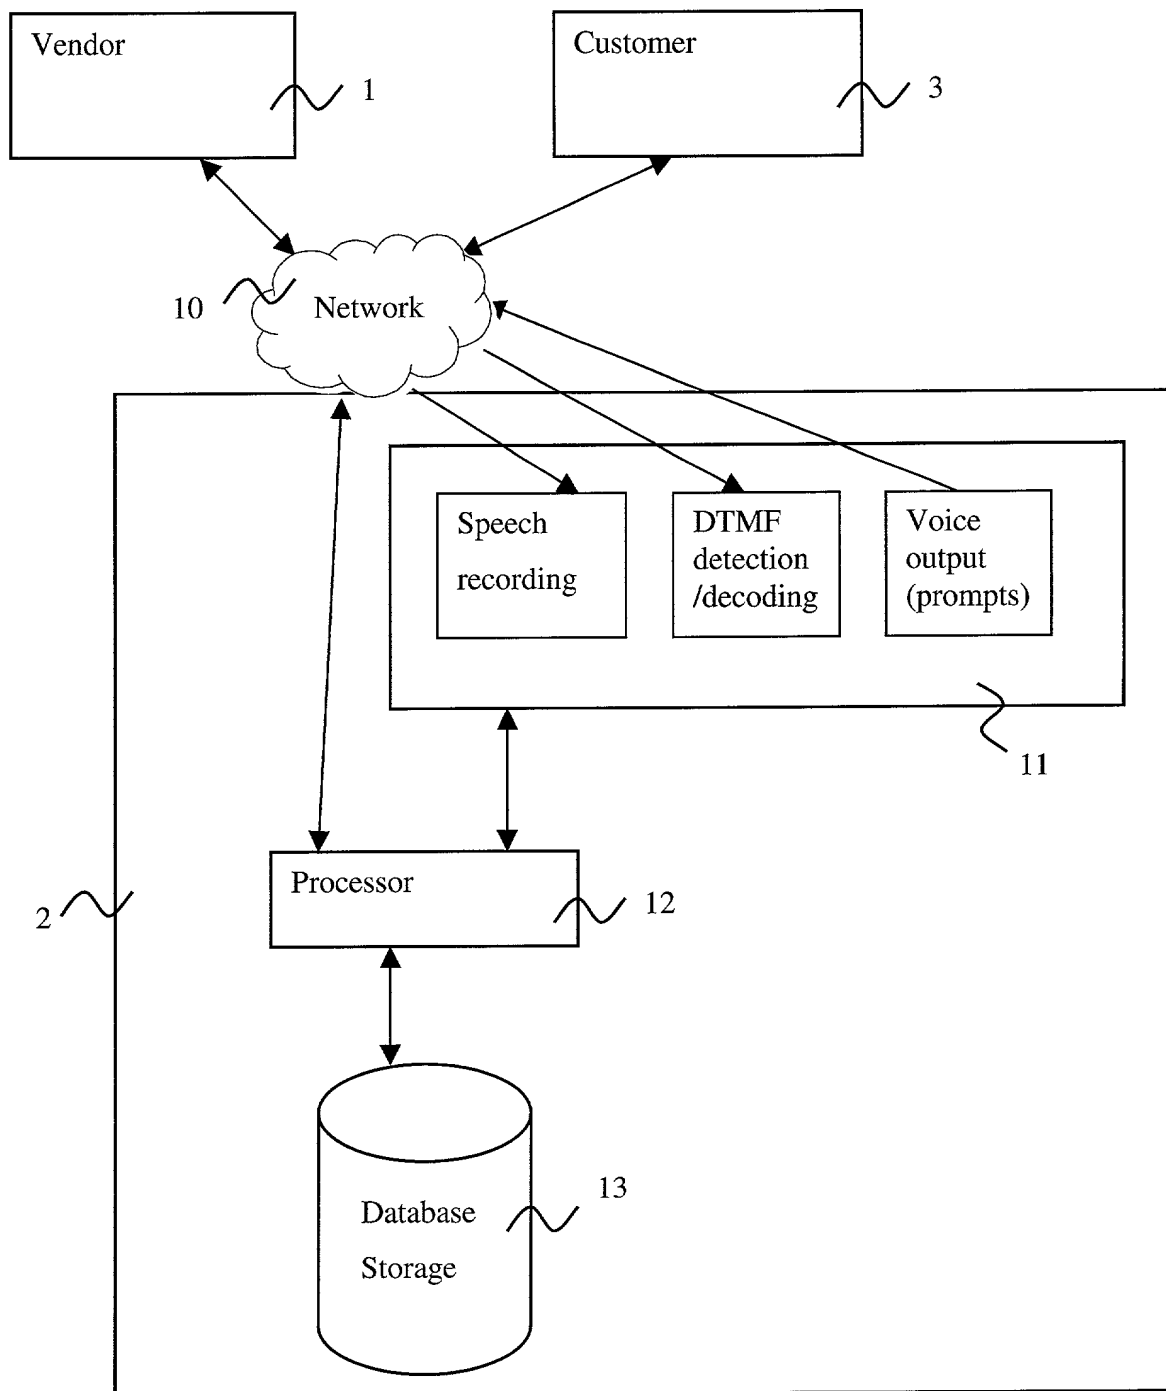 Vendor
1
Customer
3
10
Network
Speech
recording
DTMF
detection
/decoding
Voice
output
(prompts)
11
Processor
12
2
13
Database
Storage